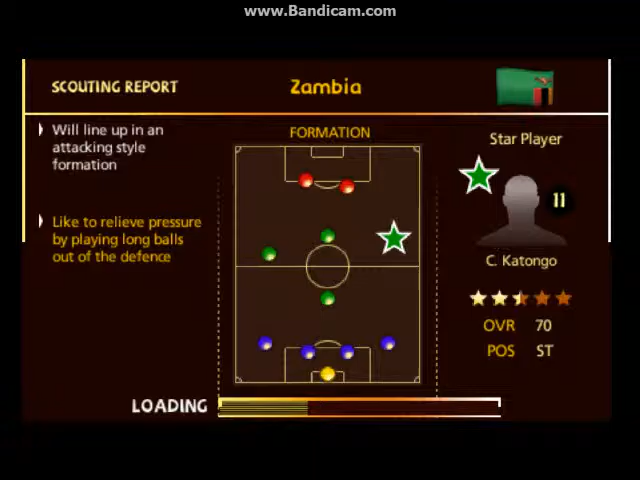 www.Bandicam.com
SCOUTING REPORT
Zambia
Will line up in an
attacking style
formation
Like to relieve pressure
by playing long balls
out of the defence
FORMATION
Star Player
11
C. Katongo
OVR 70
POS ST
LOADING